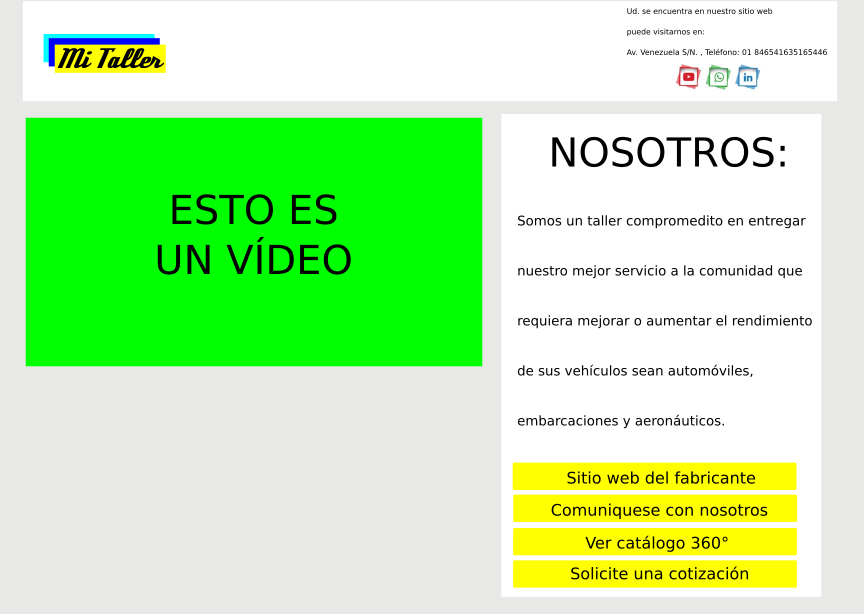 Ud. se encuentra en nuestro sitio web
puede visitarnos en:
Av. Venezuela S/N. , Teléfono: 01 846541635165446
Mi Taller
in
ESTO ES
UN VÍDEO
NOSOTROS:
Somos un taller compromedito en entregar
nuestro mejor servicio a la comunidad que
requiera mejorar o aumentar el rendimiento
de sus vehículos sean automóviles,
embarcaciones y aeronáuticos.
Sitio web del fabricante
Comuniquese con nosotros
Ver catálogo 360°
Solicite una cotización